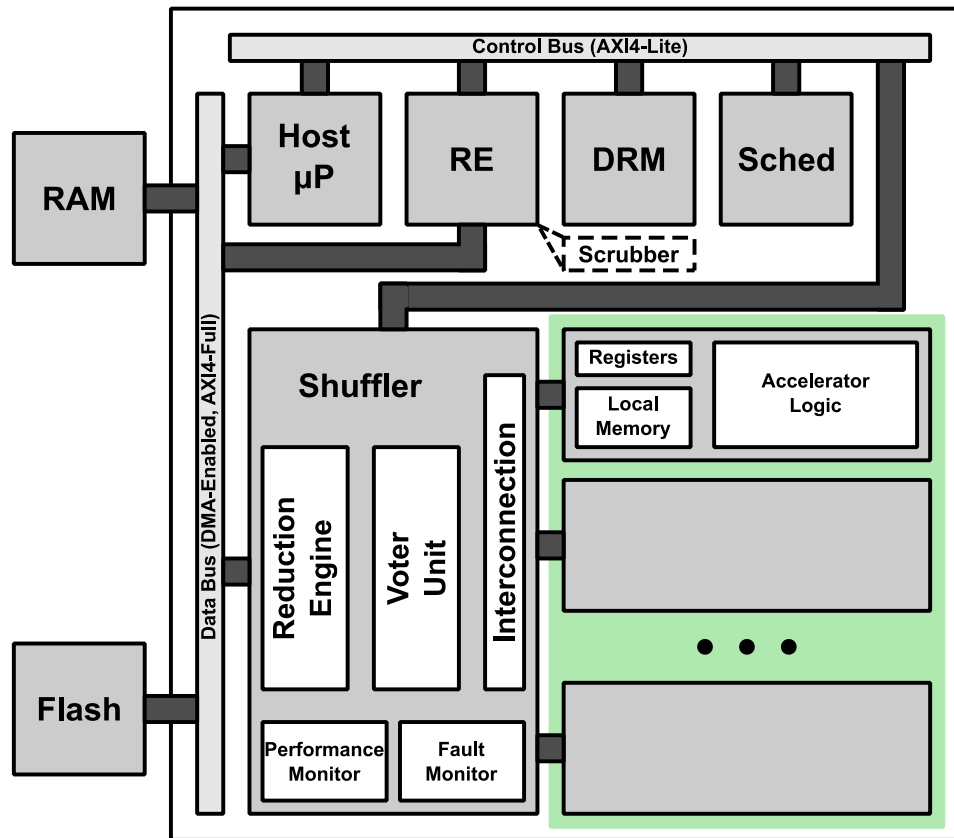 Control Bus (AXI4-Lite)
Host
µP
RE
DRM
Sched
RAM
Scrubber
Data Bus (DMA-Enabled, AXI4-Full)
Shuffler
Registers
Local
Memory
Accelerator
Logic
Reduction
Engine
Voter
Unit
Interconnection
Flash
Performance
Monitor
Fault
Monitor